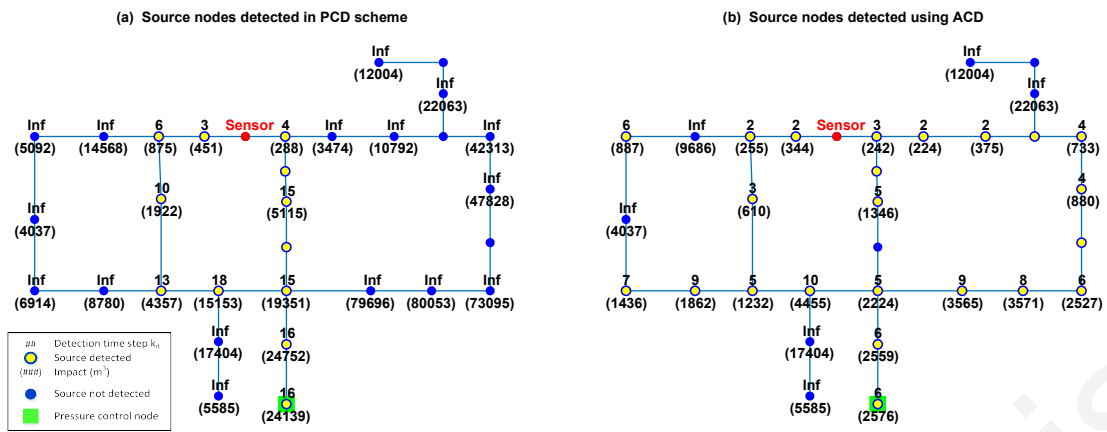 (a) Source nodes detected in PCD scheme
(b) Source nodes detected using ACD
Inf
(12004)
Inf
(22063)
Inf Inf 6 3 Sensor 4 Inf Inf Inf
(5092) (14568) (875) (451) (288) (3474) (10792) (42313)
10 15 Inf
(1922) (5115) (47828)
Inf
(4037)
Inf Inf 13 18 15 Inf Inf Inf
(6914) (8780) (4357) (15153) (19351) (79696) (80053) (73095)
Inf 16
(17404) (24752)
Inf 16
(5585) (24139)
## Detection time step kd
Source detected
(###) Impact (m³)
Source not detected
Pressure control node
Inf
(12004)
Inf
(22063)
6 Inf 2 2 Sensor 3 2 2 4
(887) (9686) (255) (344) (242) (224) (375) (733)
3 5 4
(610) (1346) (880)
Inf
(4037)
7 9 5 10 5 9 8 6
(1436) (1862) (1232) (4455) (2224) (3565) (3571) (2527)
Inf 6
(17404) (2559)
Inf 6
(5585) (2576)
is